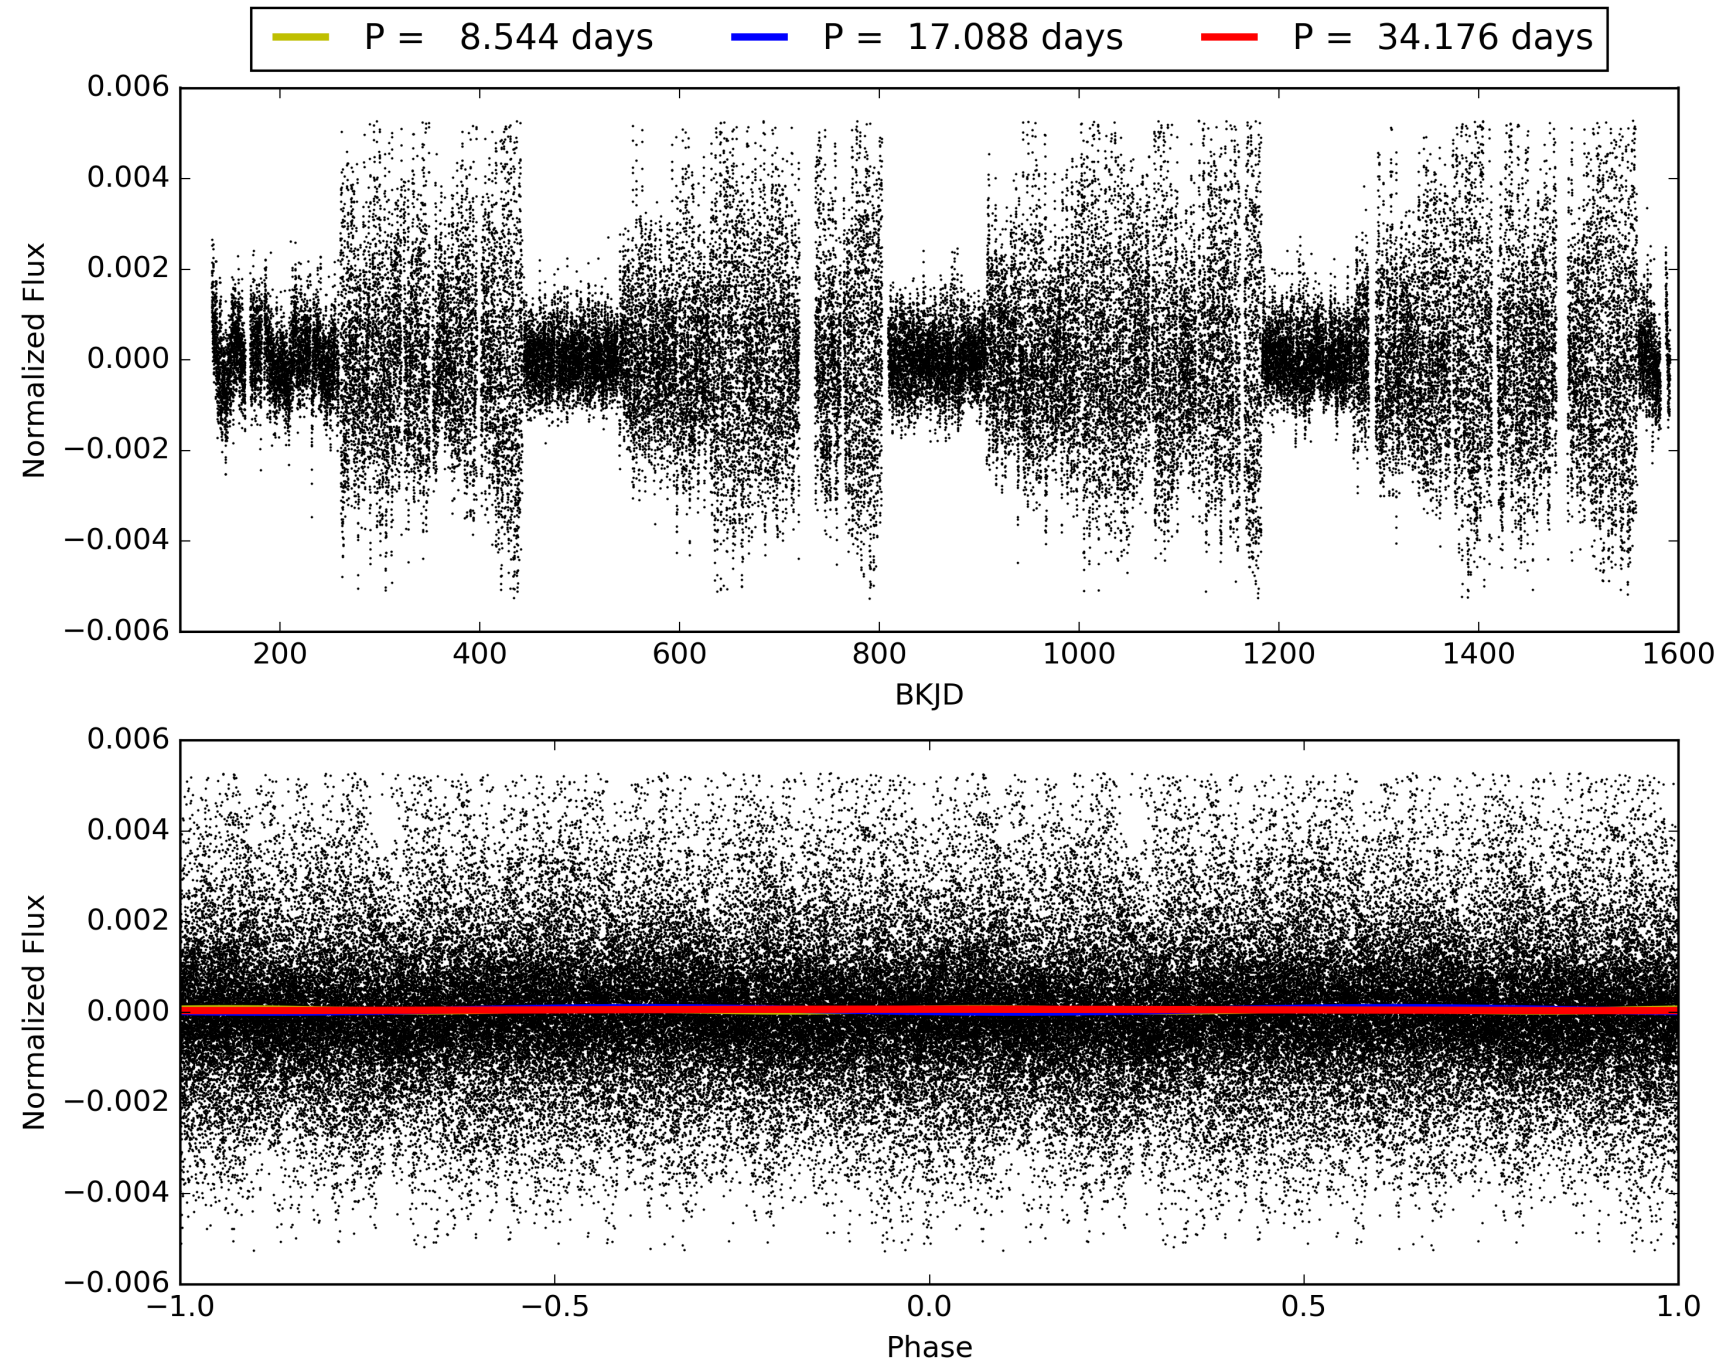 P = 8.544 days P = 17.088 days P = 34.176 days
0.006
0.004
0.002
0.000
−0.002
−0.004
−0.006
Normalized Flux
200 400 600 800 1000 1200 1400 1600
BKJD
0.006
0.004
0.002
0.000
−0.002
−0.004
−0.006
Normalized Flux
−1.0 −0.5 0.0 0.5 1.0
Phase